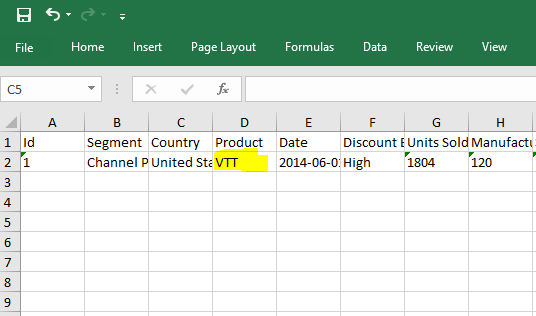 File Home Insert Page Layout Formulas Data Review View
C5 fx
A B C D E F G H
1 Id Segment Country Product Date Discount Units Sold Manufactu
2 1 Channel P United Sta VTT 2014-06-01 High 1804 120
3
4
5
6
7
8
9